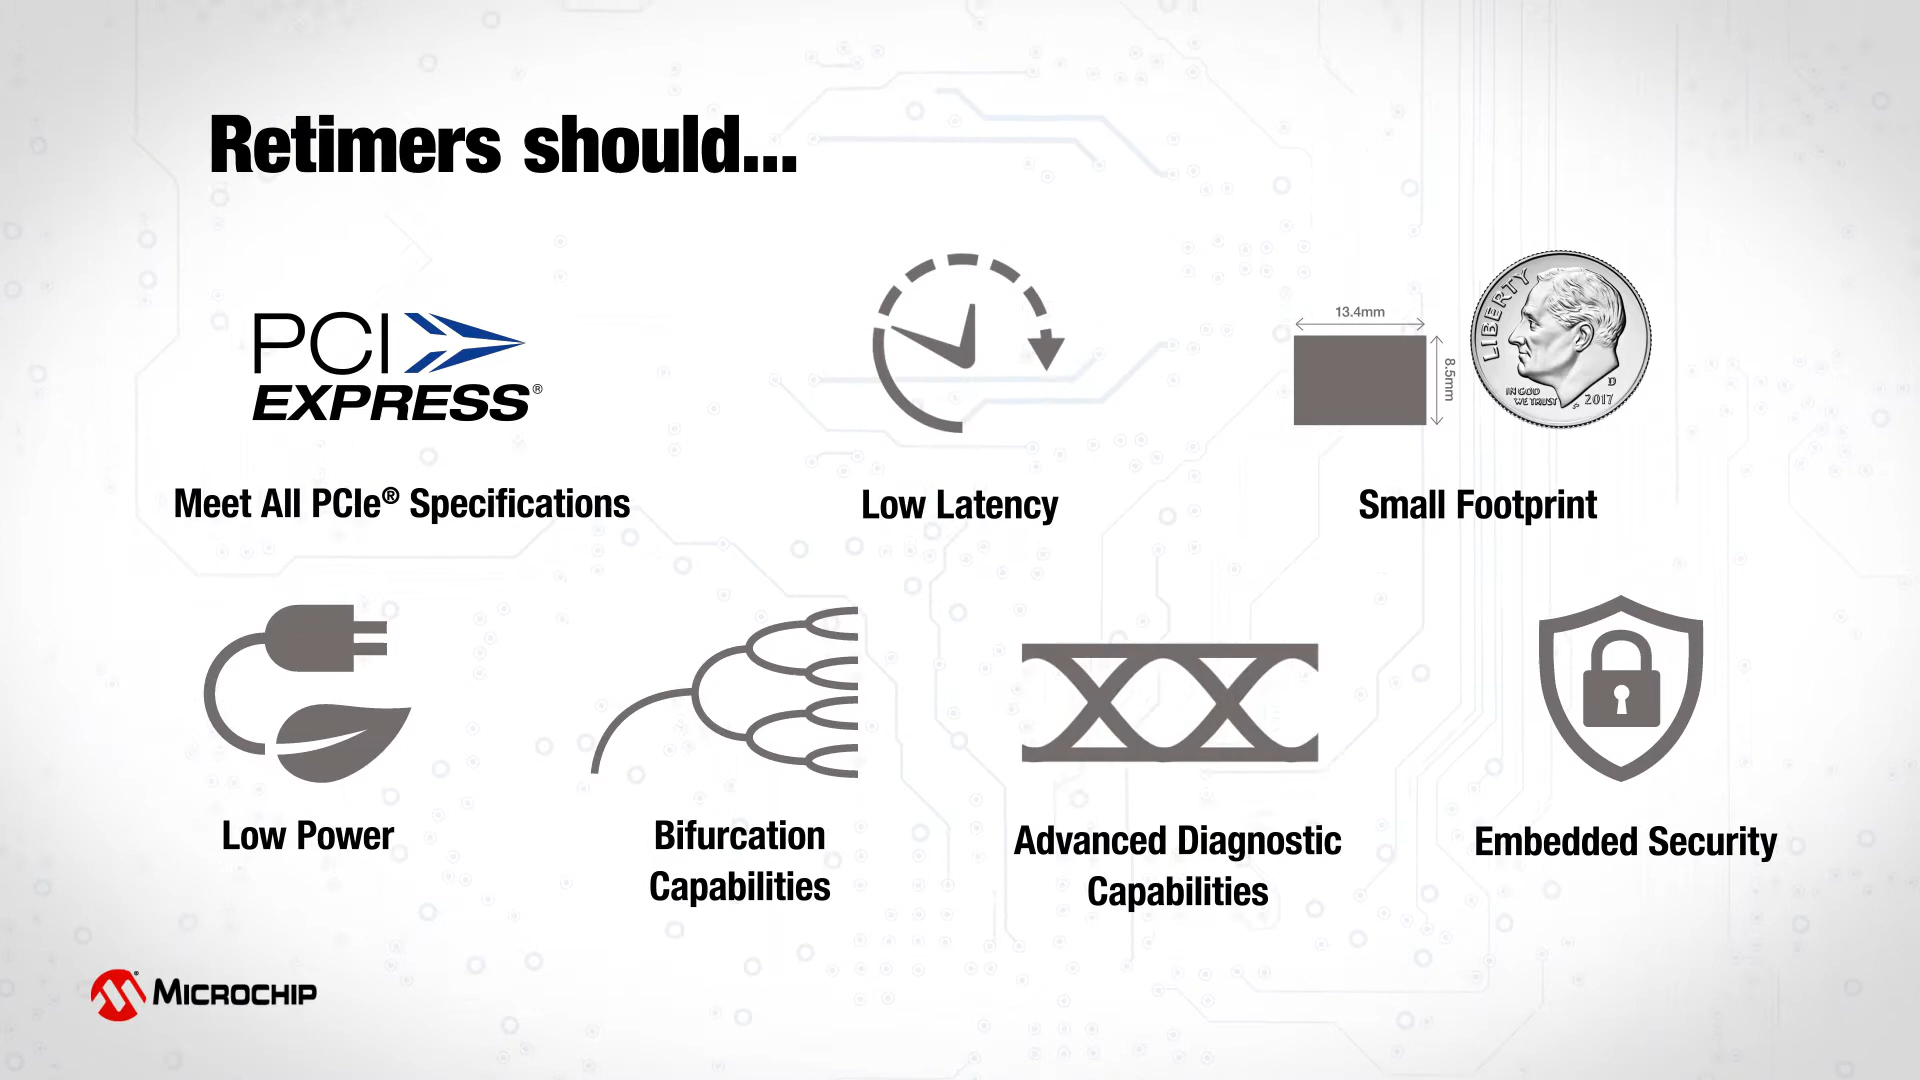 Retimers should...
PCI
EXPRESS®
13.4mm
8.5mm
LIBERTY
IN GOD
WE TRUST
D
2017
Meet All PCIe® Specifications
Low Latency
Small Footprint
Low Power
Bifurcation
Capabilities
Advanced Diagnostic
Capabilities
Embedded Security
MICROCHIP